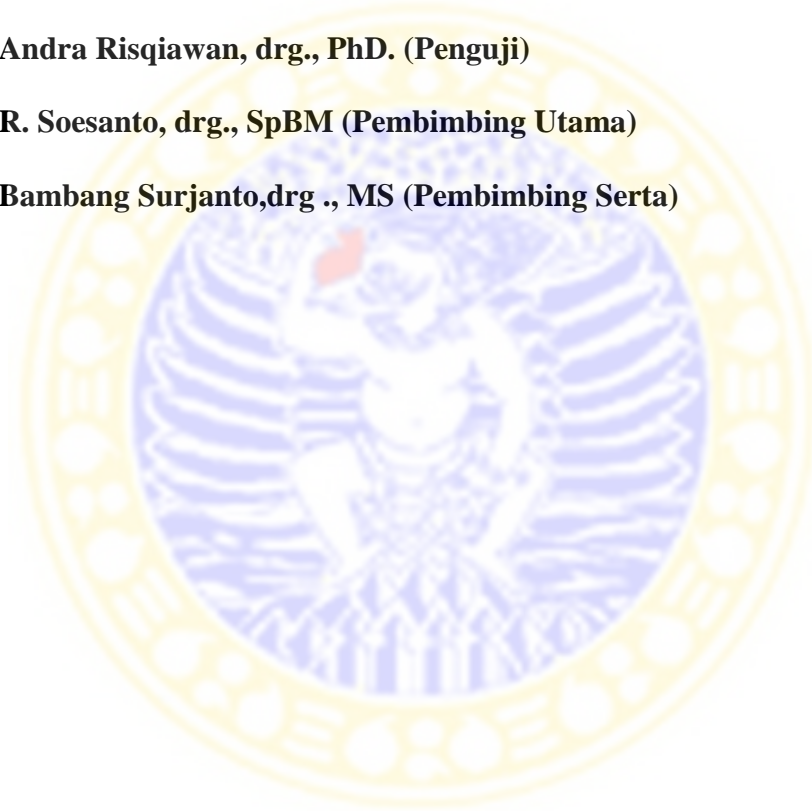 Andra Risqiawan, drg., PhD. (Penguji)
R. Soesanto, drg., SpBM (Pembimbing Utama)
Bambang Surjanto,drg ., MS (Pembimbing Serta)